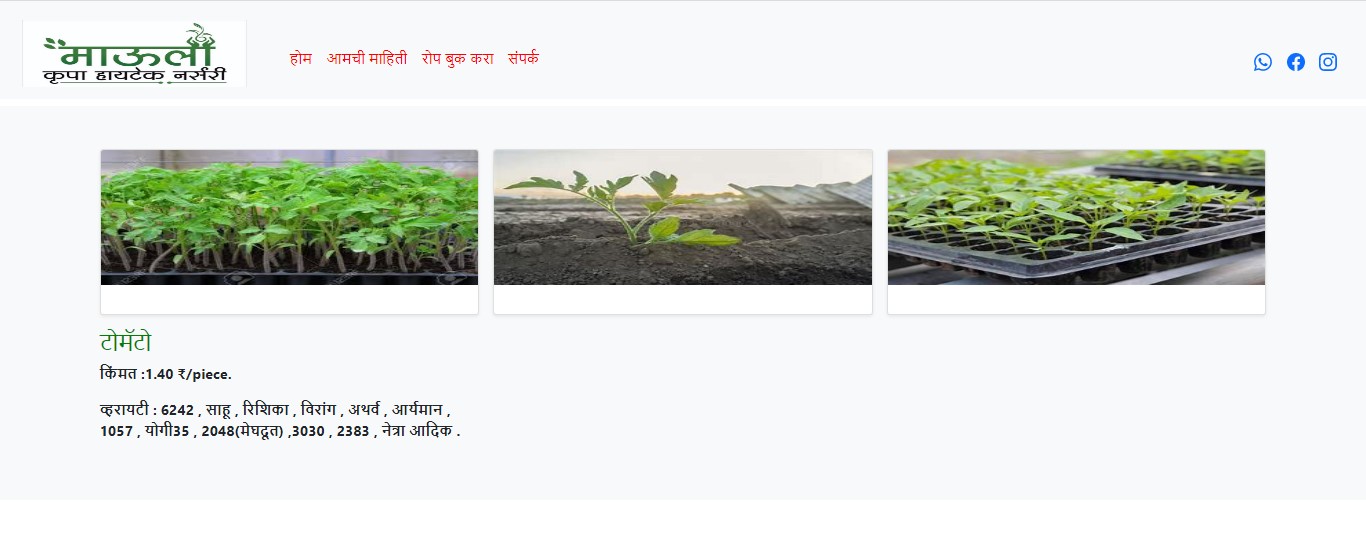 माऊली
कृपा हायटेक नर्सरी
होम आमची माहिती रोप बुक करा संपर्क
टोमॅटो
किंमत :1.40 ₹/piece.
व्हरायटी : 6242 , साहू , रिशिका , विरांग , अथर्व , आर्यमान ,
1057 , योगी35 , 2048(मेघदूत) ,3030 , 2383 , नेत्रा आदिक .